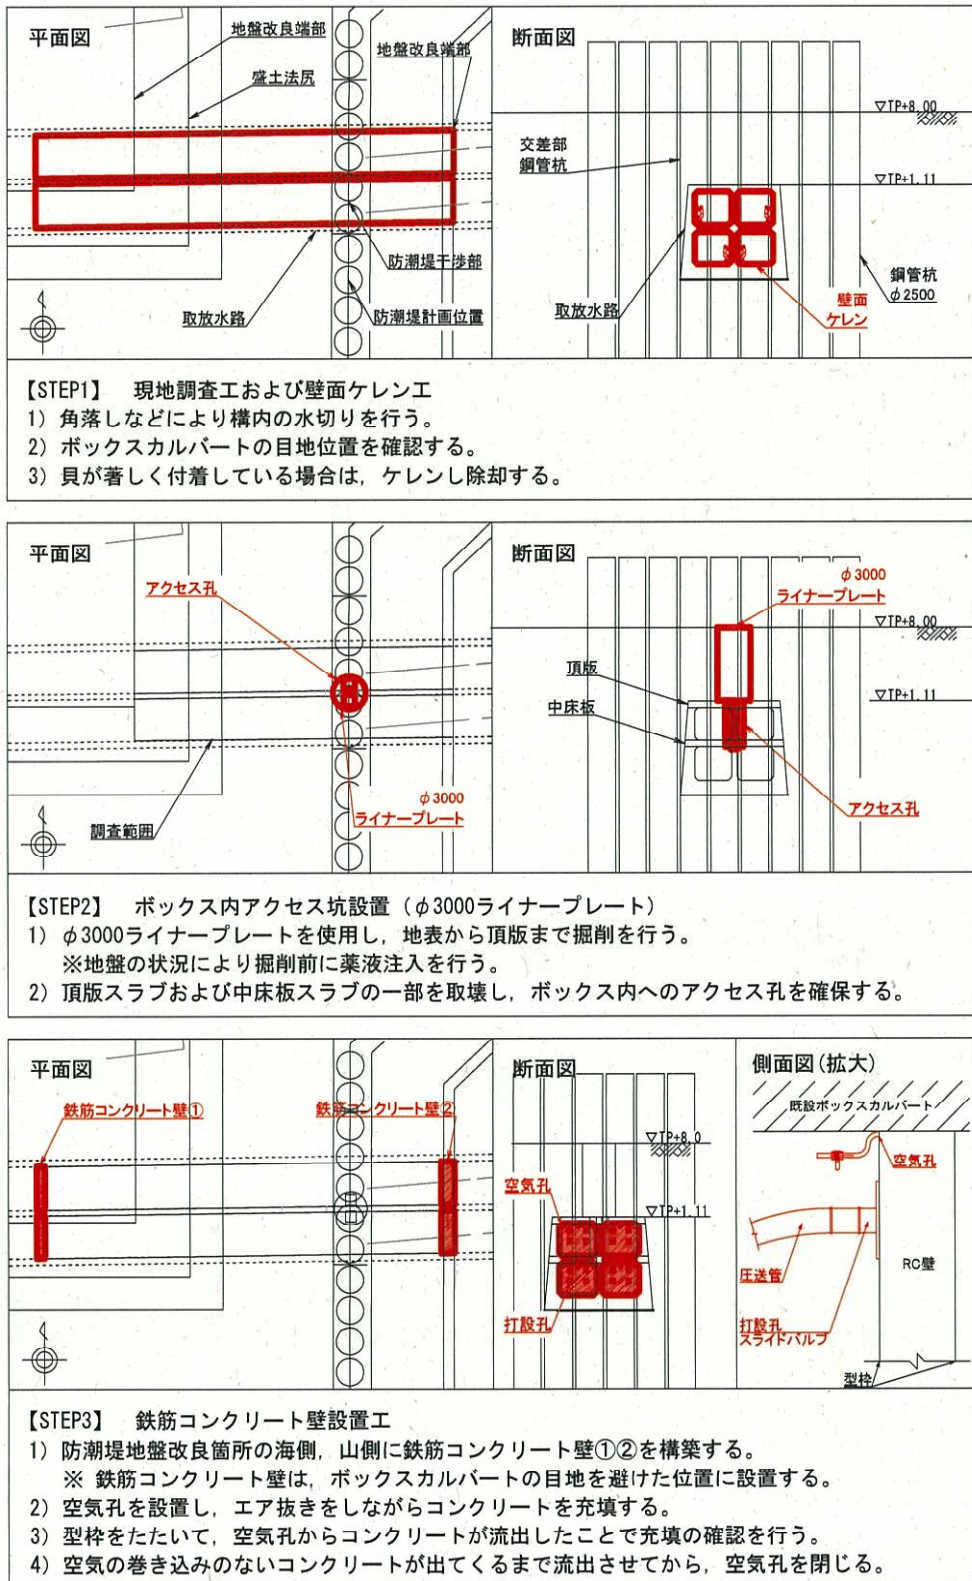 平面図
地盤改良端部
盛土法尻
地盤改良端部
防潮堤干渉部
防潮堤計画位置
取放水路
断面図
▽TP+8.00
交差部
鋼管杭
▽TP+1.11
取放水路
壁面
ケレン
鋼管杭
φ2500
【STEP1】 現地調査工および壁面ケレン工
1) 角落しなどにより構内の水切りを行う。
2) ボックスカルバートの目地位置を確認する。
3) 貝が著しく付着している場合は，ケレンし除却する。
平面図
アクセス孔
φ3000
ライナープレート
調査範囲
断面図
φ3000
ライナープレート
▽TP+8.00
頂版
中床板
▽TP+1.11
アクセス孔
【STEP2】 ボックス内アクセス坑設置（φ3000ライナープレート）
1) φ3000ライナープレートを使用し，地表から頂版まで掘削を行う。
※地盤の状況により掘削前に薬液注入を行う。
2) 頂版スラブおよび中床板スラブの一部を取壊し，ボックス内へのアクセス孔を確保する。
平面図
鉄筋コンクリート壁①
鉄筋コンクリート壁②
断面図
▽TP+8.0
空気孔
▽TP+1.11
打設孔
側面図(拡大)
既設ボックスカルバート
空気孔
圧送管
RC壁
打設孔
スライドバルブ
型枠
【STEP3】 鉄筋コンクリート壁設置工
1) 防潮堤地盤改良箇所の海側，山側に鉄筋コンクリート壁①②を構築する。
※ 鉄筋コンクリート壁は，ボックスカルバートの目地を避けた位置に設置する。
2) 空気孔を設置し，エア抜きをしながらコンクリートを充填する。
3) 型枠をたたいて，空気孔からコンクリートが流出したことで充填の確認を行う。
4) 空気の巻き込みのないコンクリートが出てくるまで流出させてから，空気孔を閉じる。